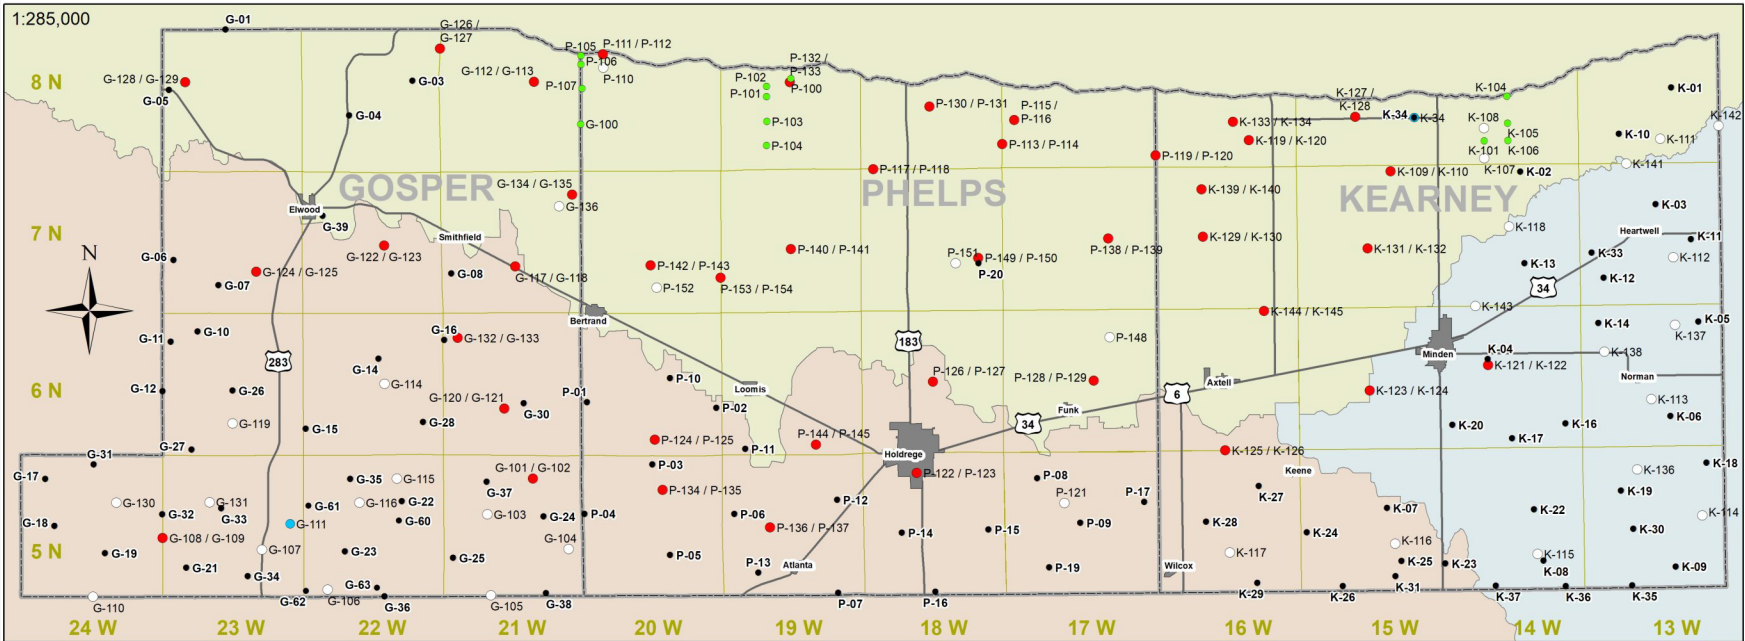 1:285,000
G-01
G-126 /
G-127
P-105
P-106
P-111 / P-112
P-110
P-132 /
P-133
P-100
G-128 / G-129
G-05
8 N
G-03
G-112 / G-113
P-107
P-102
P-101
K-104
K-01
G-04
G-100
P-103
P-104
P-130 / P-131
P-115 /
P-116
P-113 / P-114
K-127 /
K-128
K-34
K-34
K-133 / K-134
K-119 / K-120
K-108
K-105
K-101
K-106
K-107
K-10
K-111
K-142
K-141
P-117 / P-118
P-119 / P-120
K-109 / K-110
K-02
GOSPER
PHELPS
KEARNEY
G-134 / G-135
G-136
K-139 / K-140
K-03
Elwood
G-39
7 N
N
Smithfield
G-122 / G-123
P-140 / P-141
P-138 / P-139
K-129 / K-130
K-131 / K-132
K-118
Heartwell
K-11
K-33
K-112
G-06
G-124 / G-125
G-07
G-08
G-117 / G-118
P-142 / P-143
P-153 / P-154
P-152
P-151
P-149 / P-150
P-20
K-13
K-12
34
K-143
K-144 / K-145
Bertrand
G-10
G-11
G-16
G-132 / G-133
183
P-148
K-14
K-05
K-137
283
G-14
G-114
Minden
K-04
K-121 / K-122
K-138
Norman
6 N
G-12
G-26
P-01
P-10
Loomis
P-126 / P-127
P-128 / P-129
Axtell
6
K-123 / K-124
K-113
G-120 / G-121
G-30
P-02
Funk
34
K-06
G-119
G-15
G-28
K-20
K-16
K-17
G-27
P-124 / P-125
P-11
P-144 / P-145
Holdrege
K-125 / K-126
G-31
G-17
P-03
Keene
K-136
K-18
G-35
G-115
G-101 / G-102
G-37
P-122 / P-123
P-08
K-27
K-19
G-130
G-131
G-33
G-32
G-61
G-116
G-22
G-60
G-103
P-134 / P-135
P-12
P-121
P-17
K-07
K-22
K-114
G-18
G-111
G-24
P-04
P-06
P-136 / P-137
P-14
P-15
P-09
K-28
K-24
K-30
G-108 / G-109
5 N
G-19
G-107
G-23
G-25
G-104
P-05
K-117
K-116
K-115
K-25
K-23
K-08
G-21
G-34
P-13
Atlanta
P-19
Wilcox
K-09
G-110
G-62
G-106
G-63
G-36
G-105
G-38
P-07
P-16
K-29
K-26
K-31
K-37
K-36
K-35
24 W
23 W
22 W
21 W
20 W
19 W
18 W
17 W
16 W
15 W
14 W
13 W